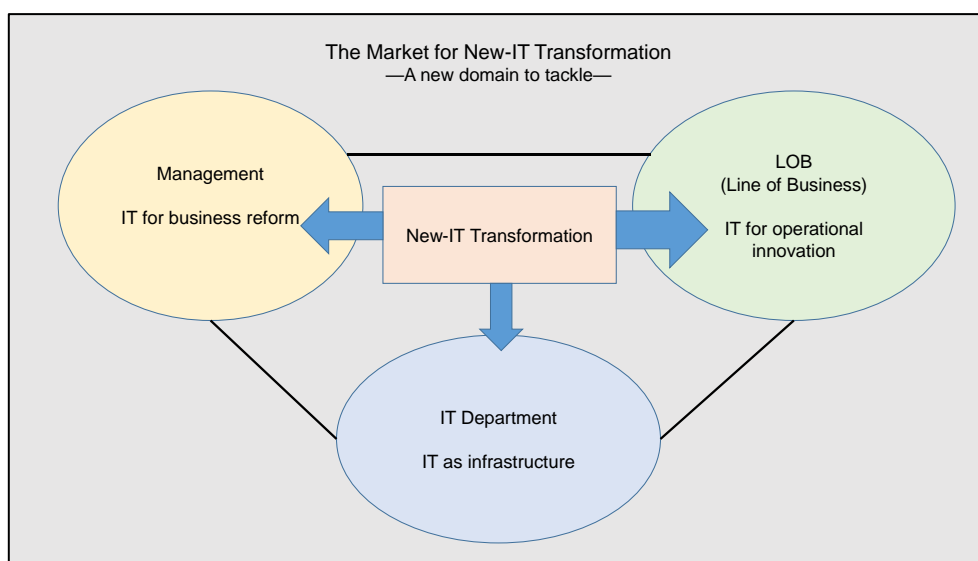 The Market for New-IT Transformation
—A new domain to tackle—
Management
IT for business reform
LOB
(Line of Business)
IT for operational
innovation
New-IT Transformation
IT Department
IT as infrastructure